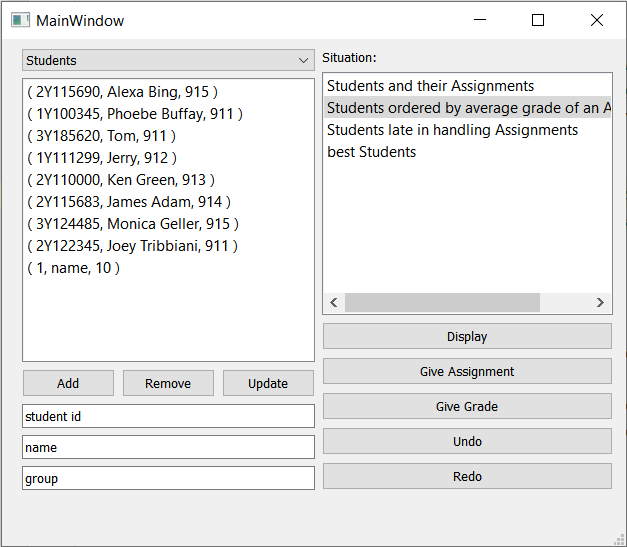 MainWindow
Students
( 2Y115690, Alexa Bing, 915 )
( 1Y100345, Phoebe Buffay, 911 )
( 3Y185620, Tom, 911 )
( 1Y111299, Jerry, 912 )
( 2Y110000, Ken Green, 913 )
( 2Y115683, James Adam, 914 )
( 3Y124485, Monica Geller, 915 )
( 2Y122345, Joey Tribbiani, 911 )
( 1, name, 10 )
Add Remove Update
student id
name
group
Situation:
Students and their Assignments
Students ordered by average grade of an A
Students late in handling Assignments
best Students
Display
Give Assignment
Give Grade
Undo
Redo